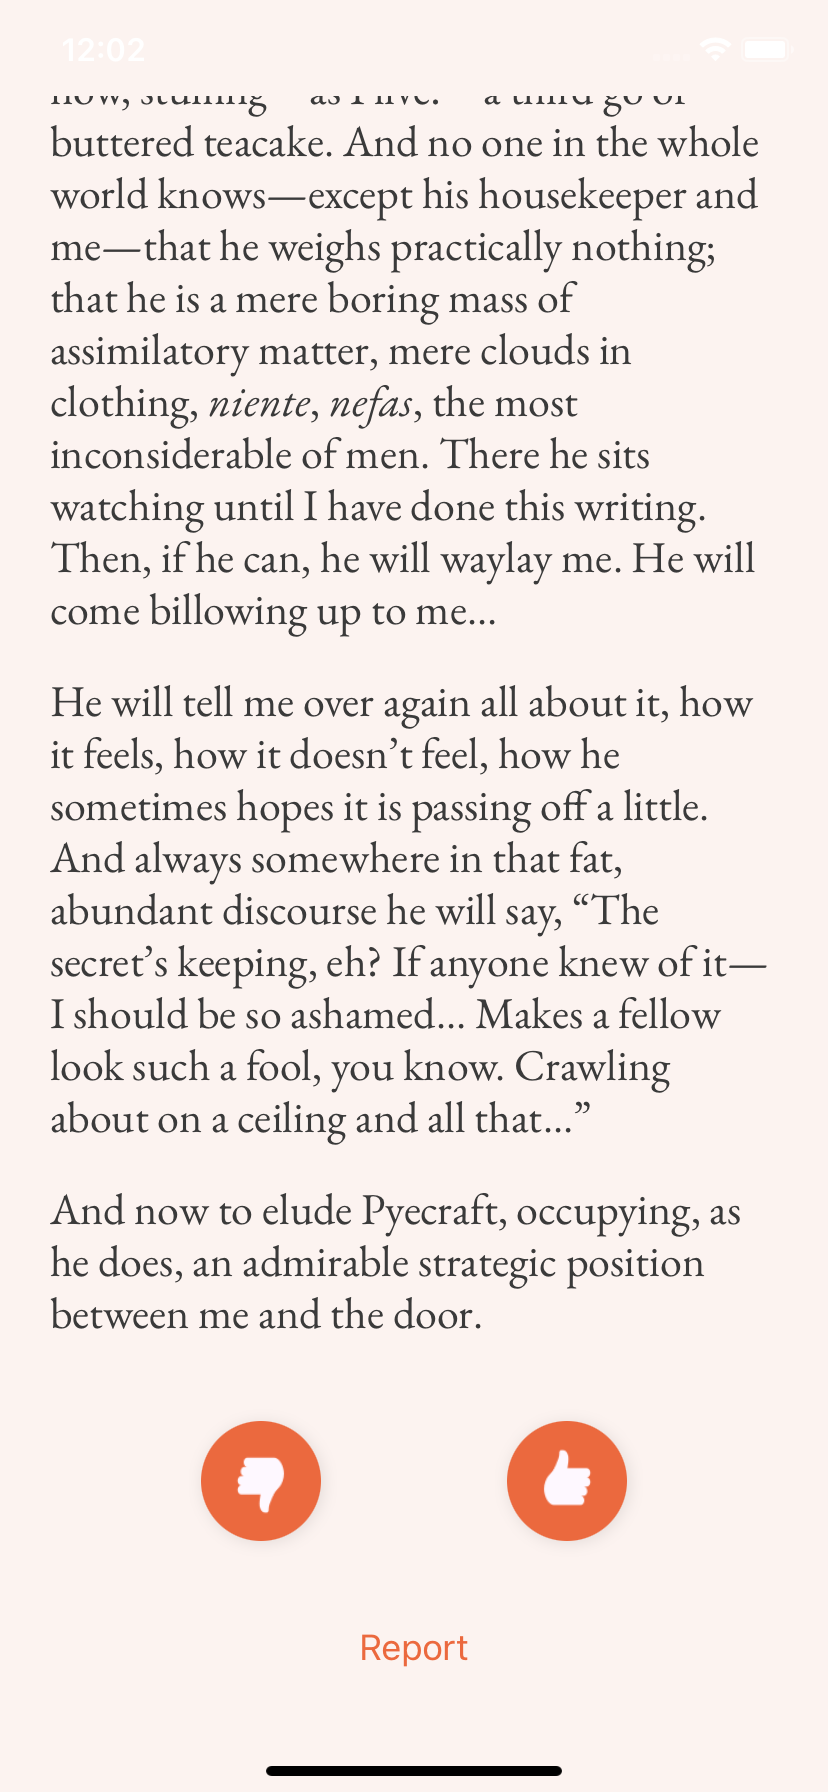 12:02
now, stuffing—as I live!—a third go of
buttered teacake. And no one in the whole
world knows—except his housekeeper and
me—that he weighs practically nothing;
that he is a mere boring mass of
assimilatory matter, mere clouds in
clothing, niente, nefas, the most
inconsiderable of men. There he sits
watching until I have done this writing.
Then, if he can, he will waylay me. He will
come billowing up to me...
He will tell me over again all about it, how
it feels, how it doesn’t feel, how he
sometimes hopes it is passing off a little.
And always somewhere in that fat,
abundant discourse he will say, “The
secret’s keeping, eh? If anyone knew of it—
I should be so ashamed... Makes a fellow
look such a fool, you know. Crawling
about on a ceiling and all that...”
And now to elude Pyecraft, occupying, as
he does, an admirable strategic position
between me and the door.
Report